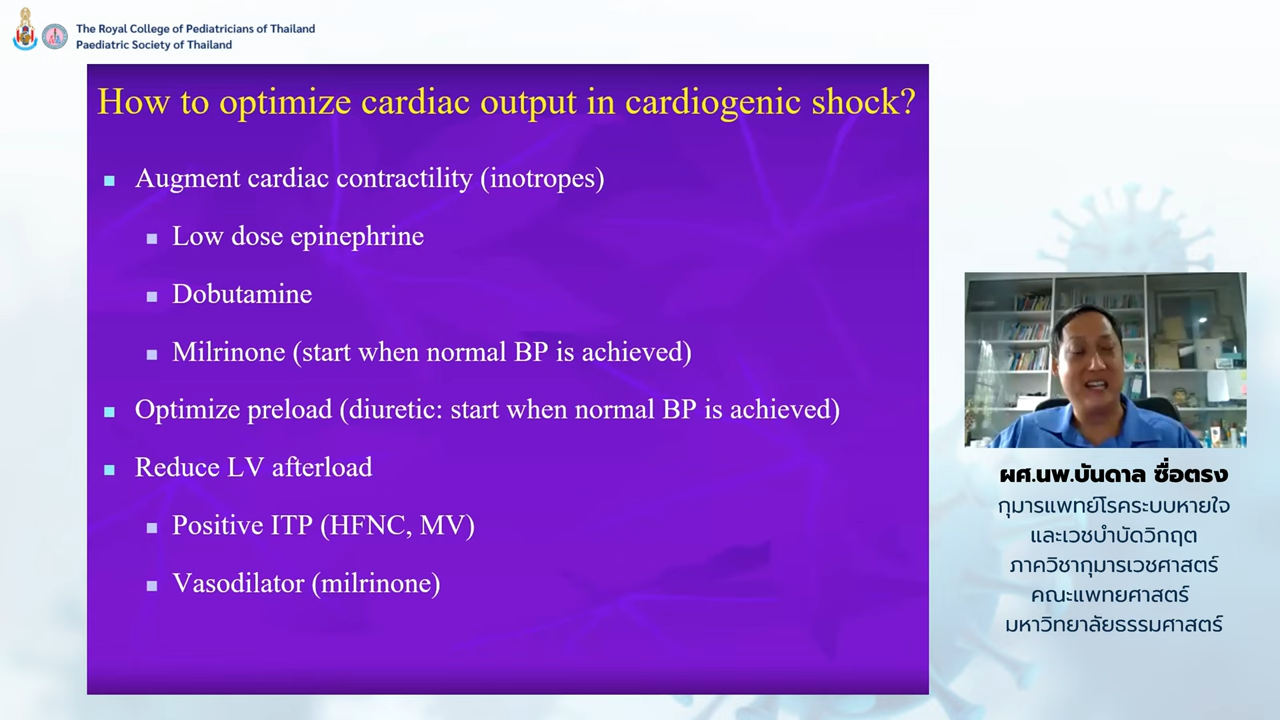 The Royal College of Pediatricians of Thailand
Paediatric Society of Thailand
How to optimize cardiac output in cardiogenic shock?
Augment cardiac contractility (inotropes)
Low dose epinephrine
Dobutamine
Milrinone (start when normal BP is achieved)
Optimize preload (diuretic: start when normal BP is achieved)
Reduce LV afterload
Positive ITP (HFNC, MV)
Vasodilator (milrinone)
ผศ.นพ.บันดาล ซื่อตรง
กุมารแพทย์โรคระบบหายใจ
และเวชบำบัดวิกฤต
ภาควิชากุมารเวชศาสตร์
คณะแพทยศาสตร์
มหาวิทยาลัยธรรมศาสตร์